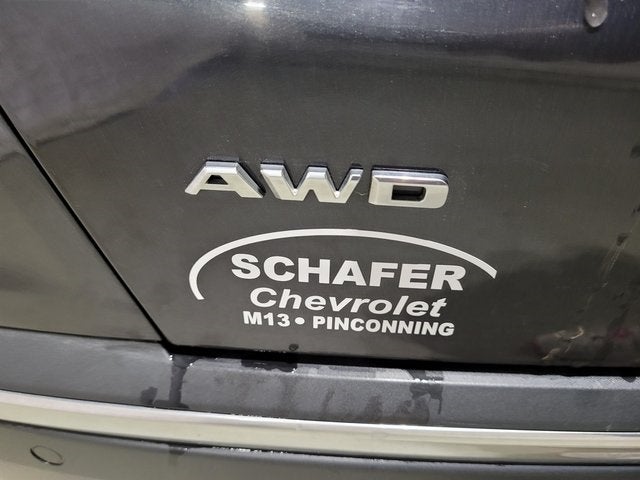 AWD
SCHAFER
Chevrolet
M13• PINCONNING